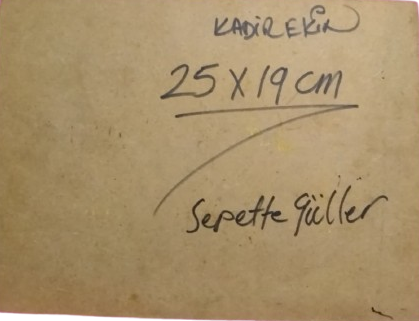 KADİR EKİN
25 X 19 cm
Sepette güller